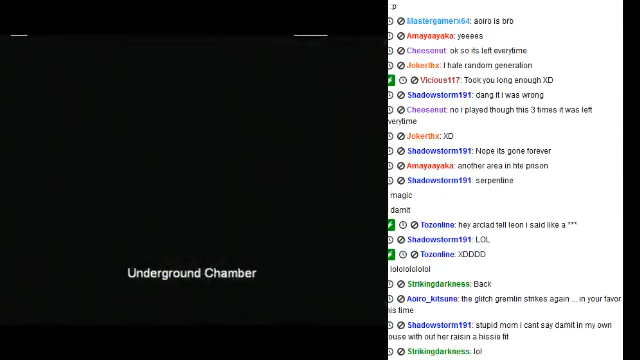 Underground Chamber
:p
Mastergamerx64: aoiro is brb
Amayaayaka: yeeees
Cheesenut: ok so its left everytime
Jokerthx: I hate random generation
Vicious117: Took you long enough XD
Shadowstorm191: dang it i was wrong
Cheesenut: no i played though this 3 times it was left
verytime
Jokerthx: XD
Shadowstorm191: Nope its gone forever
Amayaayaka: another area in hte prison
Shadowstorm191: serpentine
magic
damit
Tozonline: hey arclad tell leon i said like a ***
Shadowstorm191: LOL
Tozonline: XDDDD
lolololololol
Strikingdarkness: Back
Aoiro_kitsune: the glitch gremlin strikes again ... in your favor
his time
Shadowstorm191: stupid mom I cant say damit in my own
ouse with out her raisin a hissie fit
Strikingdarkness: lol